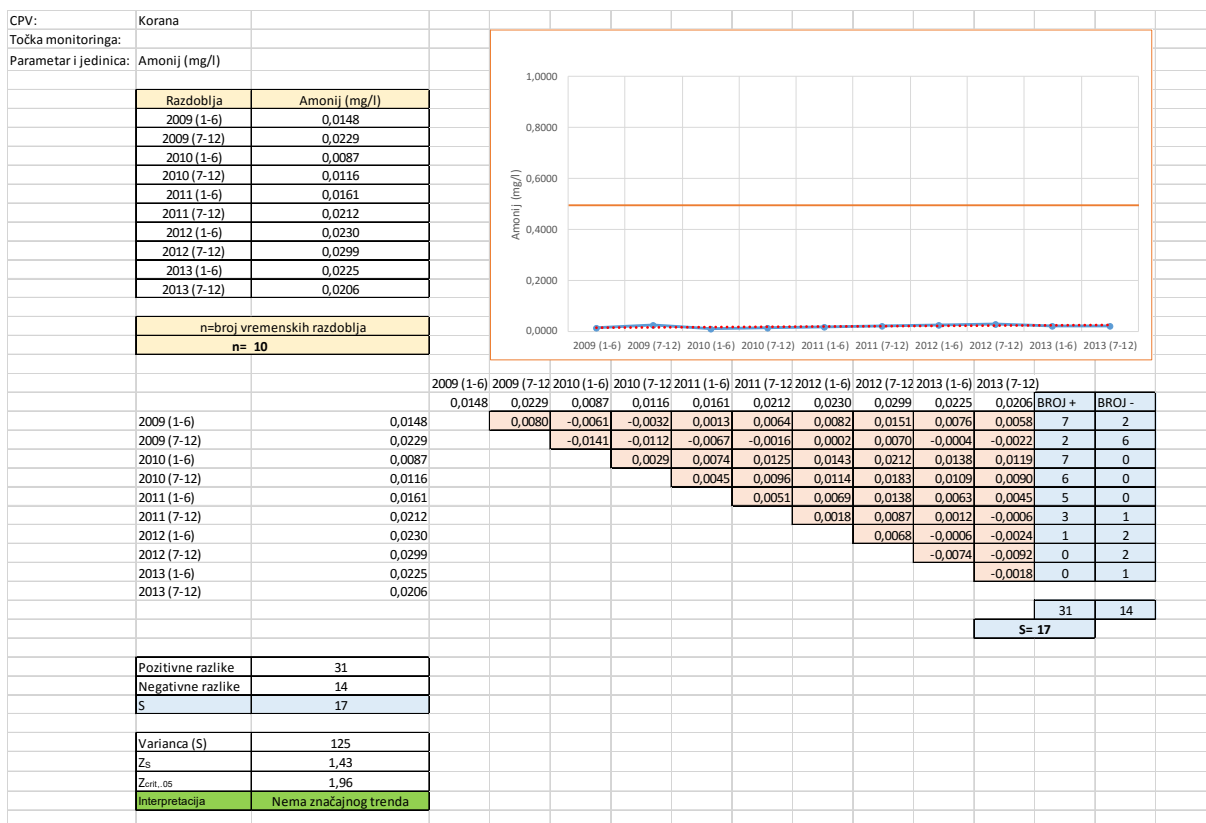 CPV: Korana
Točka monitoringa:
Parametar i jedinica: Amonij (mg/l)
Razdoblja Amonij (mg/l)
2009 (1-6) 0,0148
2009 (7-12) 0,0229
2010 (1-6) 0,0087
2010 (7-12) 0,0116
2011 (1-6) 0,0161
2011 (7-12) 0,0212
2012 (1-6) 0,0230
2012 (7-12) 0,0299
2013 (1-6) 0,0225
2013 (7-12) 0,0206
n=broj vremenskih razdoblja
n= 10
1,0000
0,8000
0,6000
0,4000
0,2000
0,0000
Amonij (mg/l)
2009 (1-6) 2009 (7-12) 2010 (1-6) 2010 (7-12) 2011 (1-6) 2011 (7-12) 2012 (1-6) 2012 (7-12) 2013 (1-6) 2013 (7-12)
2009 (1-6) 2009 (7-12 2010 (1-6) 2010 (7-12 2011 (1-6) 2011 (7-12 2012 (1-6) 2012 (7-12 2013 (1-6) 2013 (7-12)
0,0148 0,0229 0,0087 0,0116 0,0161 0,0212 0,0230 0,0299 0,0225 0,0206 BROJ + BROJ -
2009 (1-6) 0,0148 0,0080 -0,0061 -0,0032 0,0013 0,0064 0,0082 0,0151 0,0076 0,0058 7 2
2009 (7-12) 0,0229 -0,0141 -0,0112 -0,0067 -0,0016 0,0002 0,0070 -0,0004 -0,0022 2 6
2010 (1-6) 0,0087 0,0029 0,0074 0,0125 0,0143 0,0212 0,0138 0,0119 7 0
2010 (7-12) 0,0116 0,0045 0,0096 0,0114 0,0183 0,0109 0,0090 6 0
2011 (1-6) 0,0161 0,0051 0,0069 0,0138 0,0063 0,0045 5 0
2011 (7-12) 0,0212 0,0018 0,0087 0,0012 -0,0006 3 1
2012 (1-6) 0,0230 0,0068 -0,0006 -0,0024 1 2
2012 (7-12) 0,0299 -0,0074 -0,0092 0 2
2013 (1-6) 0,0225 -0,0018 0 1
2013 (7-12) 0,0206
31 14
S= 17
Pozitivne razlike 31
Negativne razlike 14
S 17
Varianca (S) 125
Zs 1,43
Zcrit,.05 1,96
Interpretacija Nema značajnog trenda